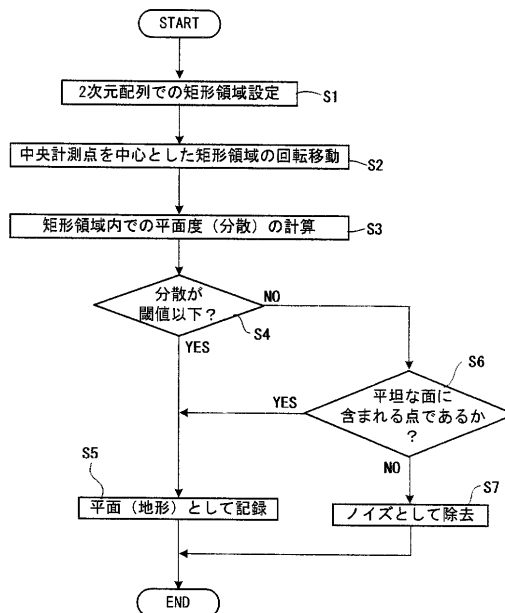 START
2次元配列での矩形領域設定
S1
中央計測点を中心とした矩形領域の回転移動
S2
矩形領域内での平面度（分散）の計算
S3
分散が
閾値以下？
NO
S4
YES
S6
平坦な面に
含まれる点であるか
？
YES
NO
S5
平面（地形）として記録
S7
ノイズとして除去
END